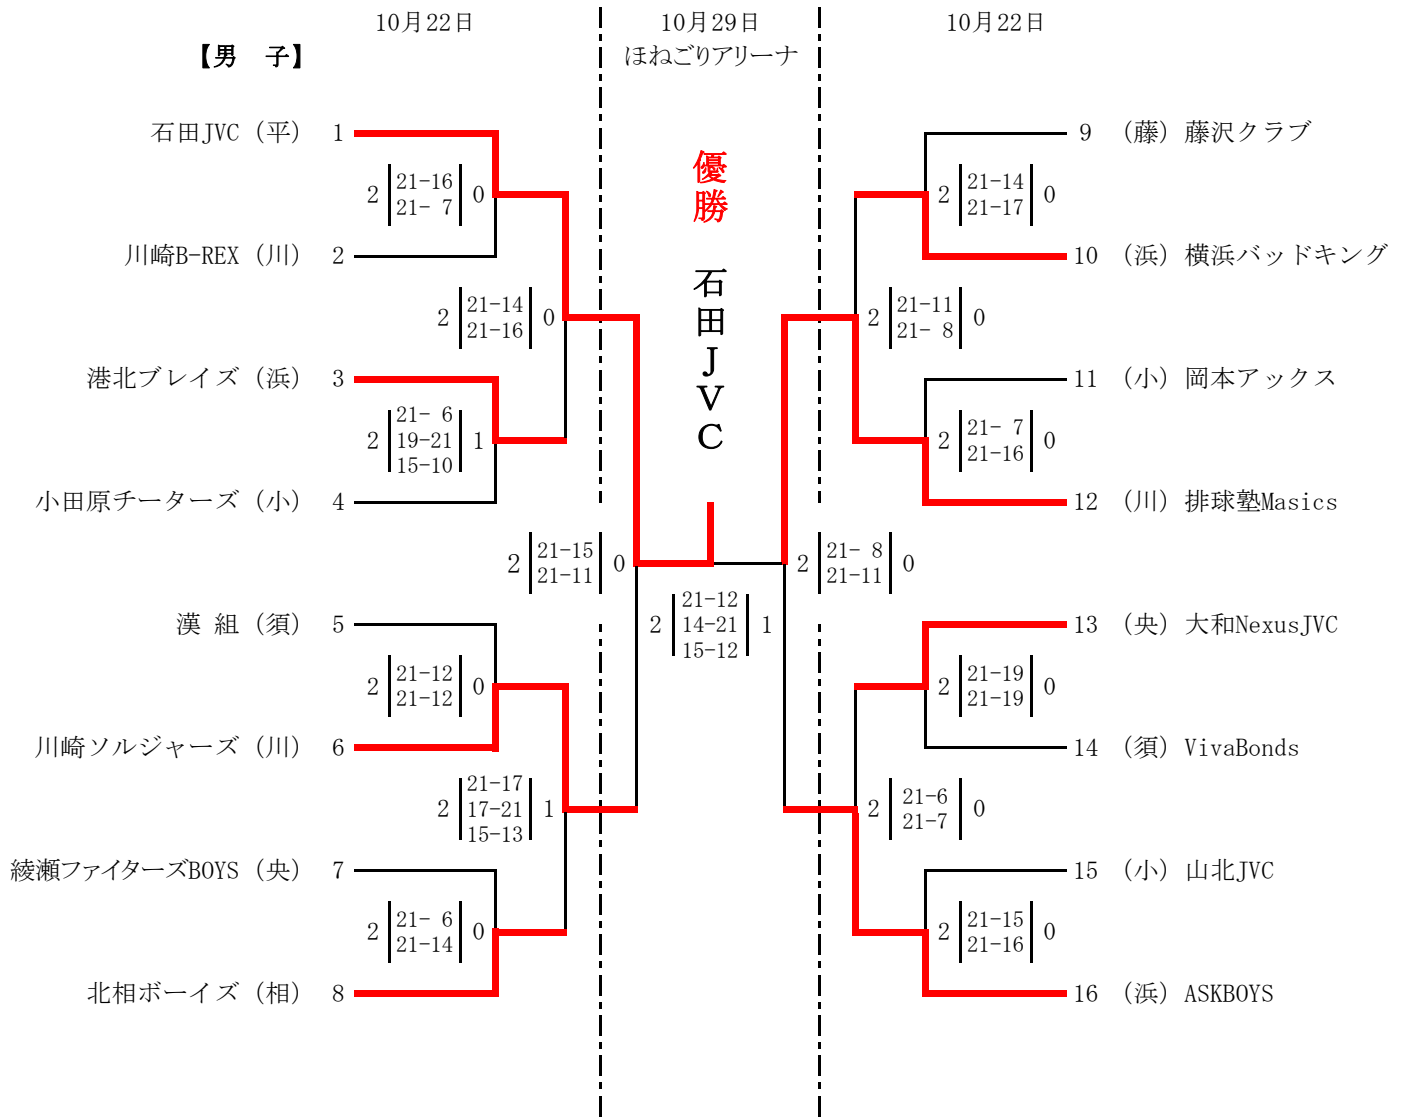 10月22日
10月29日
10月22日
【男 子】
ほねごりアリーナ
石田JVC（平） 1
9 （藤）藤沢クラブ
優勝 石田JVC
2 21-16 0
21- 7
2 21-14 0
21-17
川崎B-REX（川） 2
10 （浜）横浜バッドキング
2 21-14 0
21-16
2 21-11 0
21- 8
港北ブレイズ（浜） 3
11 （小）岡本アックス
2 21- 6 1
19-21
15-10
2 21- 7 0
21-16
小田原チーターズ（小） 4
12 （川）排球塾Masics
2 21-15 0
21-11
2 21- 8 0
21-11
2 21-12 1
14-21
15-12
漢 組（須） 5
13 （央）大和NexusJVC
2 21-12 0
21-12
2 21-19 0
21-19
川崎ソルジャーズ（川） 6
14 （須）VivaBonds
2 21-17 1
17-21
15-13
2 21-6 0
21-7
綾瀬ファイターズBOYS（央） 7
15 （小）山北JVC
2 21- 6 0
21-14
2 21-15 0
21-16
北相ボーイズ（相） 8
16 （浜）ASKBOYS